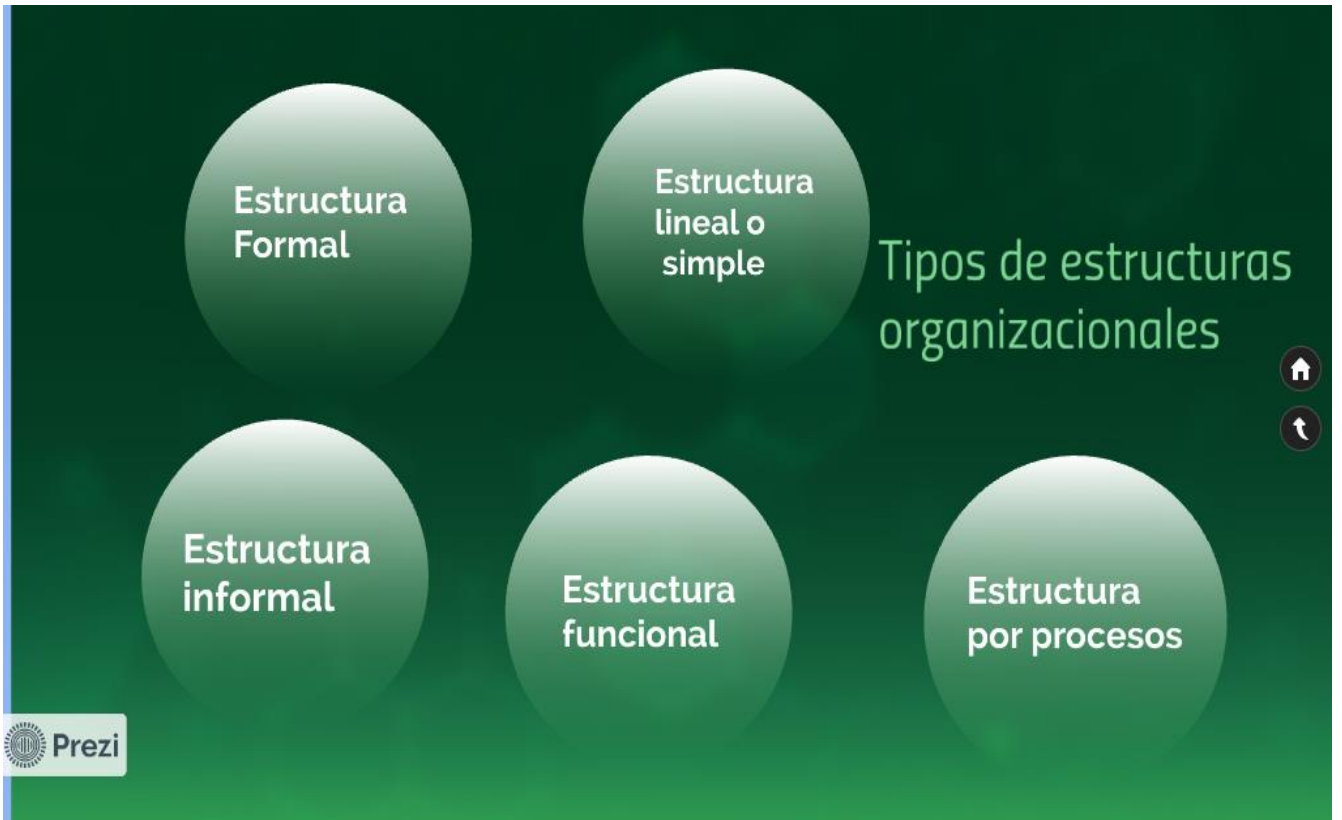 Estructura
Formal
Estructura
lineal o
simple
Tipos de estructuras
organizacionales
Estructura
informal
Estructura
funcional
Estructura
por procesos
Prezi